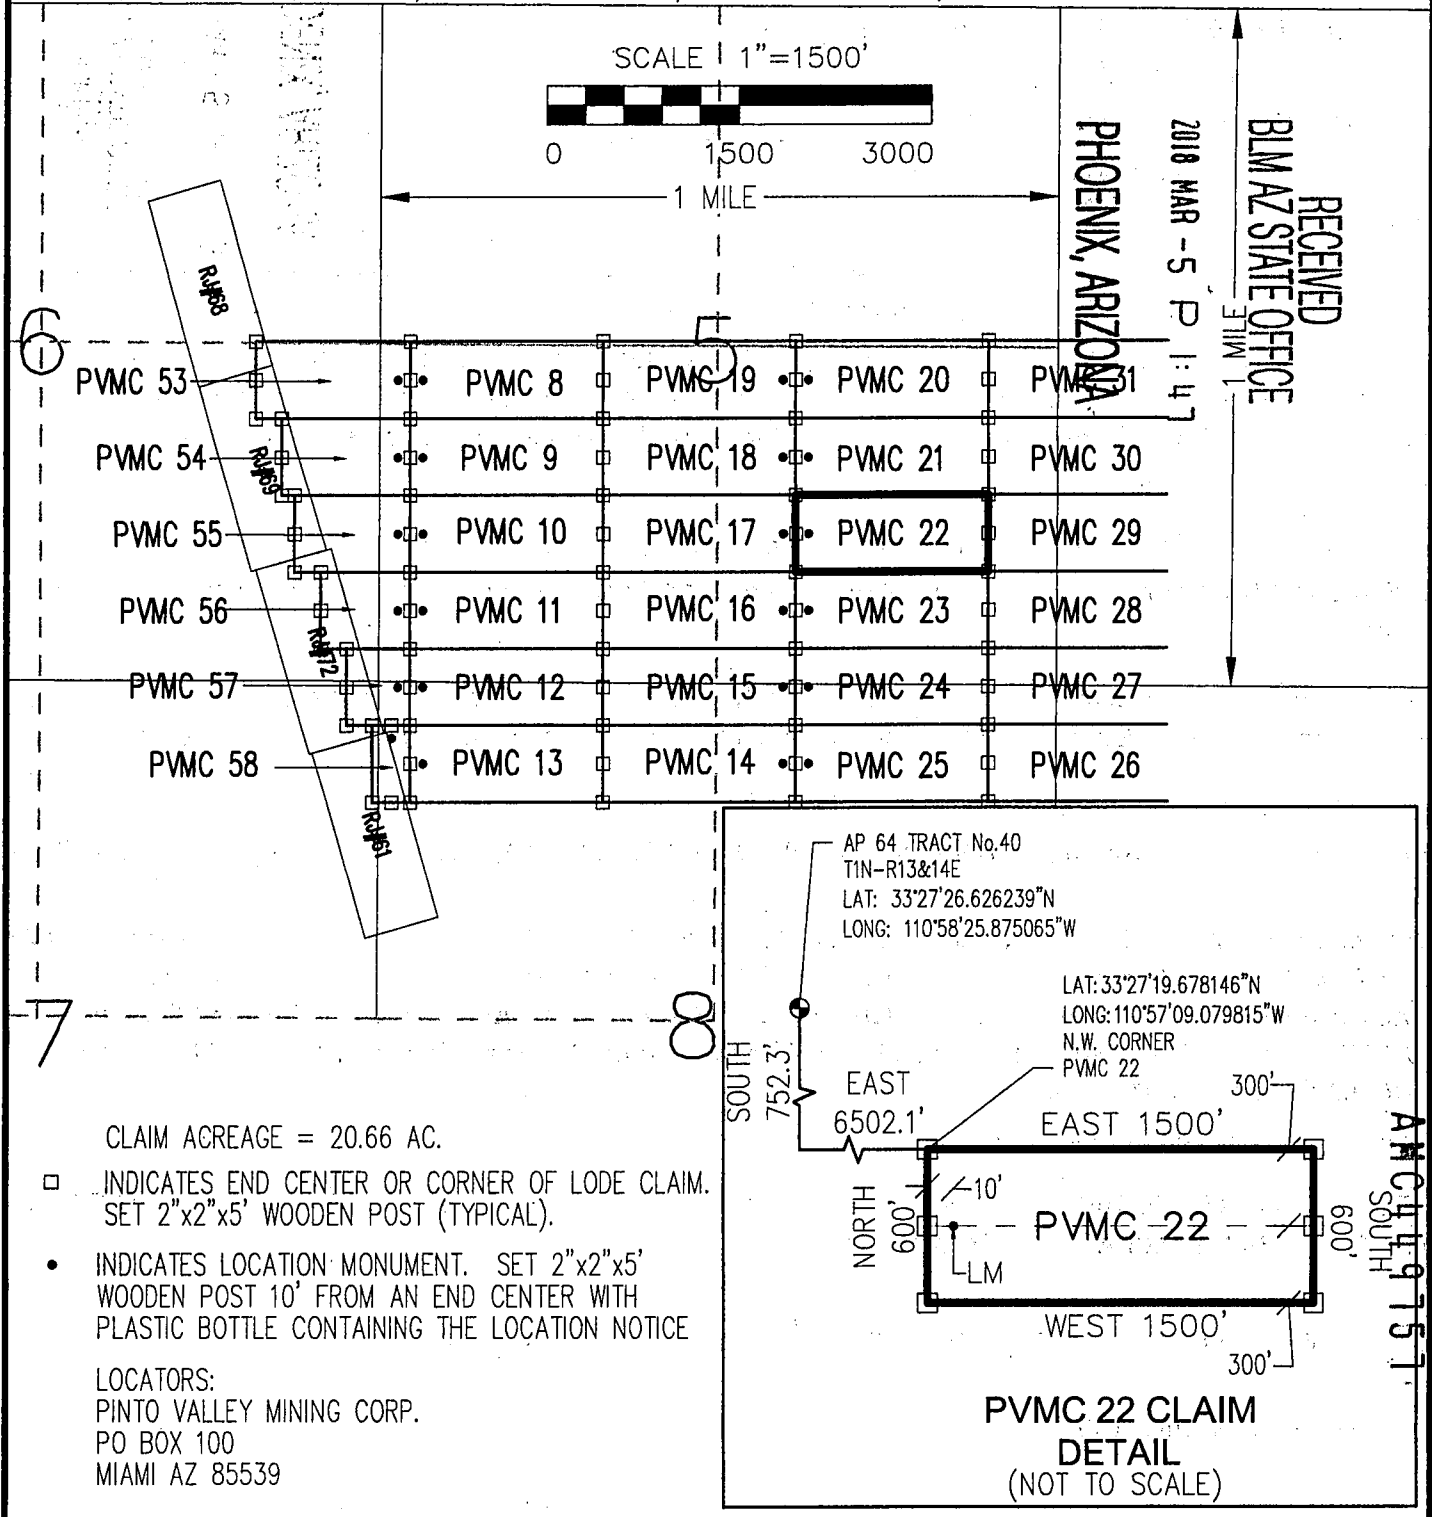 SCALE 1"=1500'
0 1500 3000
1 MILE
RECEIVED
BLM AZ STATE OFFICE
2018 MAR -5 P 1:47
PHOENIX, ARIZONA
1 MILE
6
5
RJ#68
PVMC 53
PVMC 8
PVMC 19
PVMC 20
PVMC 31
PVMC 54
RJ#69
PVMC 9
PVMC 18
PVMC 21
PVMC 30
PVMC 55
PVMC 10
PVMC 17
PVMC 22
PVMC 29
PVMC 56
PVMC 11
PVMC 16
PVMC 23
PVMC 28
RJ#72
PVMC 57
PVMC 12
PVMC 15
PVMC 24
PVMC 27
PVMC 58
PVMC 13
PVMC 14
PVMC 25
PVMC 26
RJ#61
7
8
AP 64 TRACT No.40
T1N-R13&14E
LAT: 33°27'26.626239"N
LONG: 110°58'25.875065"W
LAT: 33°27'19.678146"N
LONG: 110°57'09.079815"W
N.W. CORNER
PVMC 22
SOUTH
752.3'
EAST
6502.1'
EAST 1500'
300'
NORTH
600'
10'
PVMC 22
LM
SOUTH
600'
WEST 1500'
300'
PVMC 22 CLAIM
DETAIL
(NOT TO SCALE)
AMC449757
CLAIM ACREAGE = 20.66 AC.
INDICATES END CENTER OR CORNER OF LODE CLAIM.
SET 2"x2"x5' WOODEN POST (TYPICAL).
INDICATES LOCATION MONUMENT. SET 2"x2"x5'
WOODEN POST 10' FROM AN END CENTER WITH
PLASTIC BOTTLE CONTAINING THE LOCATION NOTICE
LOCATORS:
PINTO VALLEY MINING CORP.
PO BOX 100
MIAMI AZ 85539